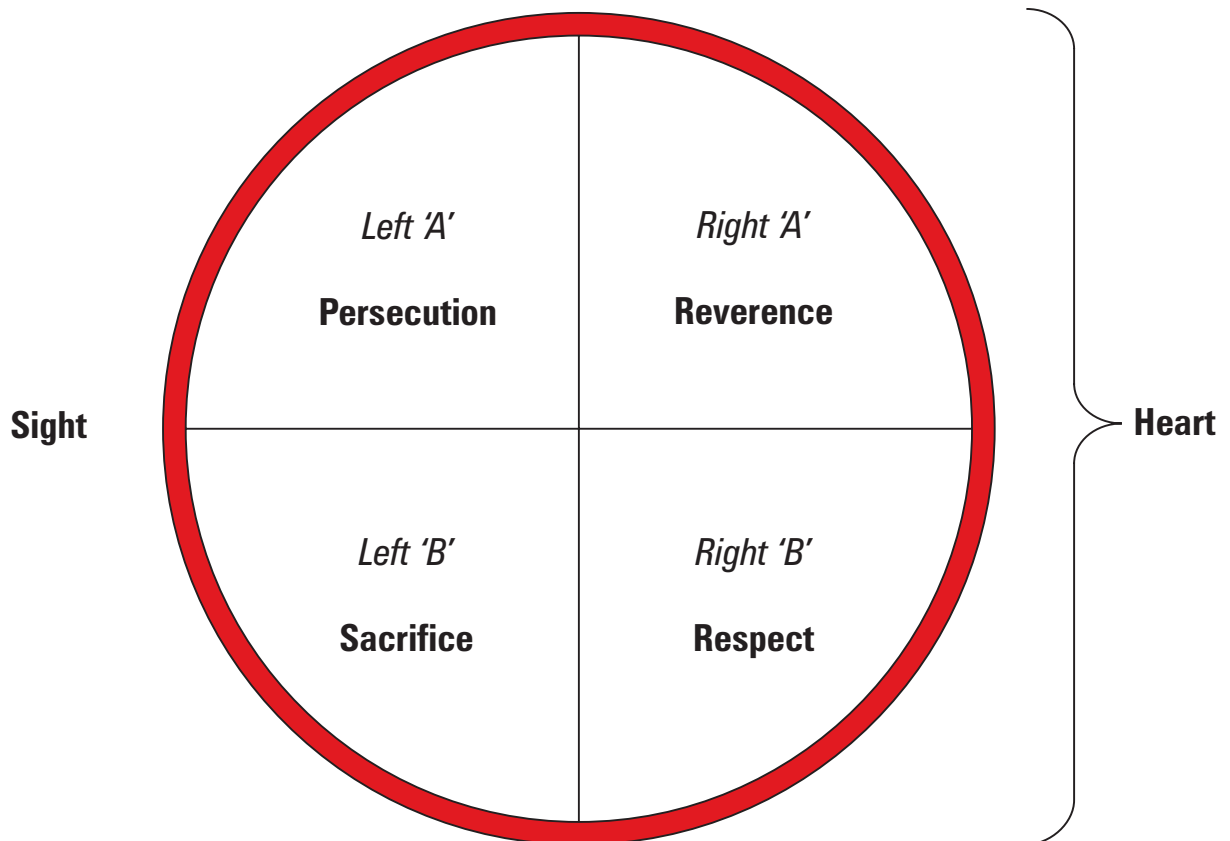 Left ‘A’
Right ‘A’
Persecution
Reverence
Sight
Heart
Left ‘B’
Right ‘B’
Sacrifice
Respect